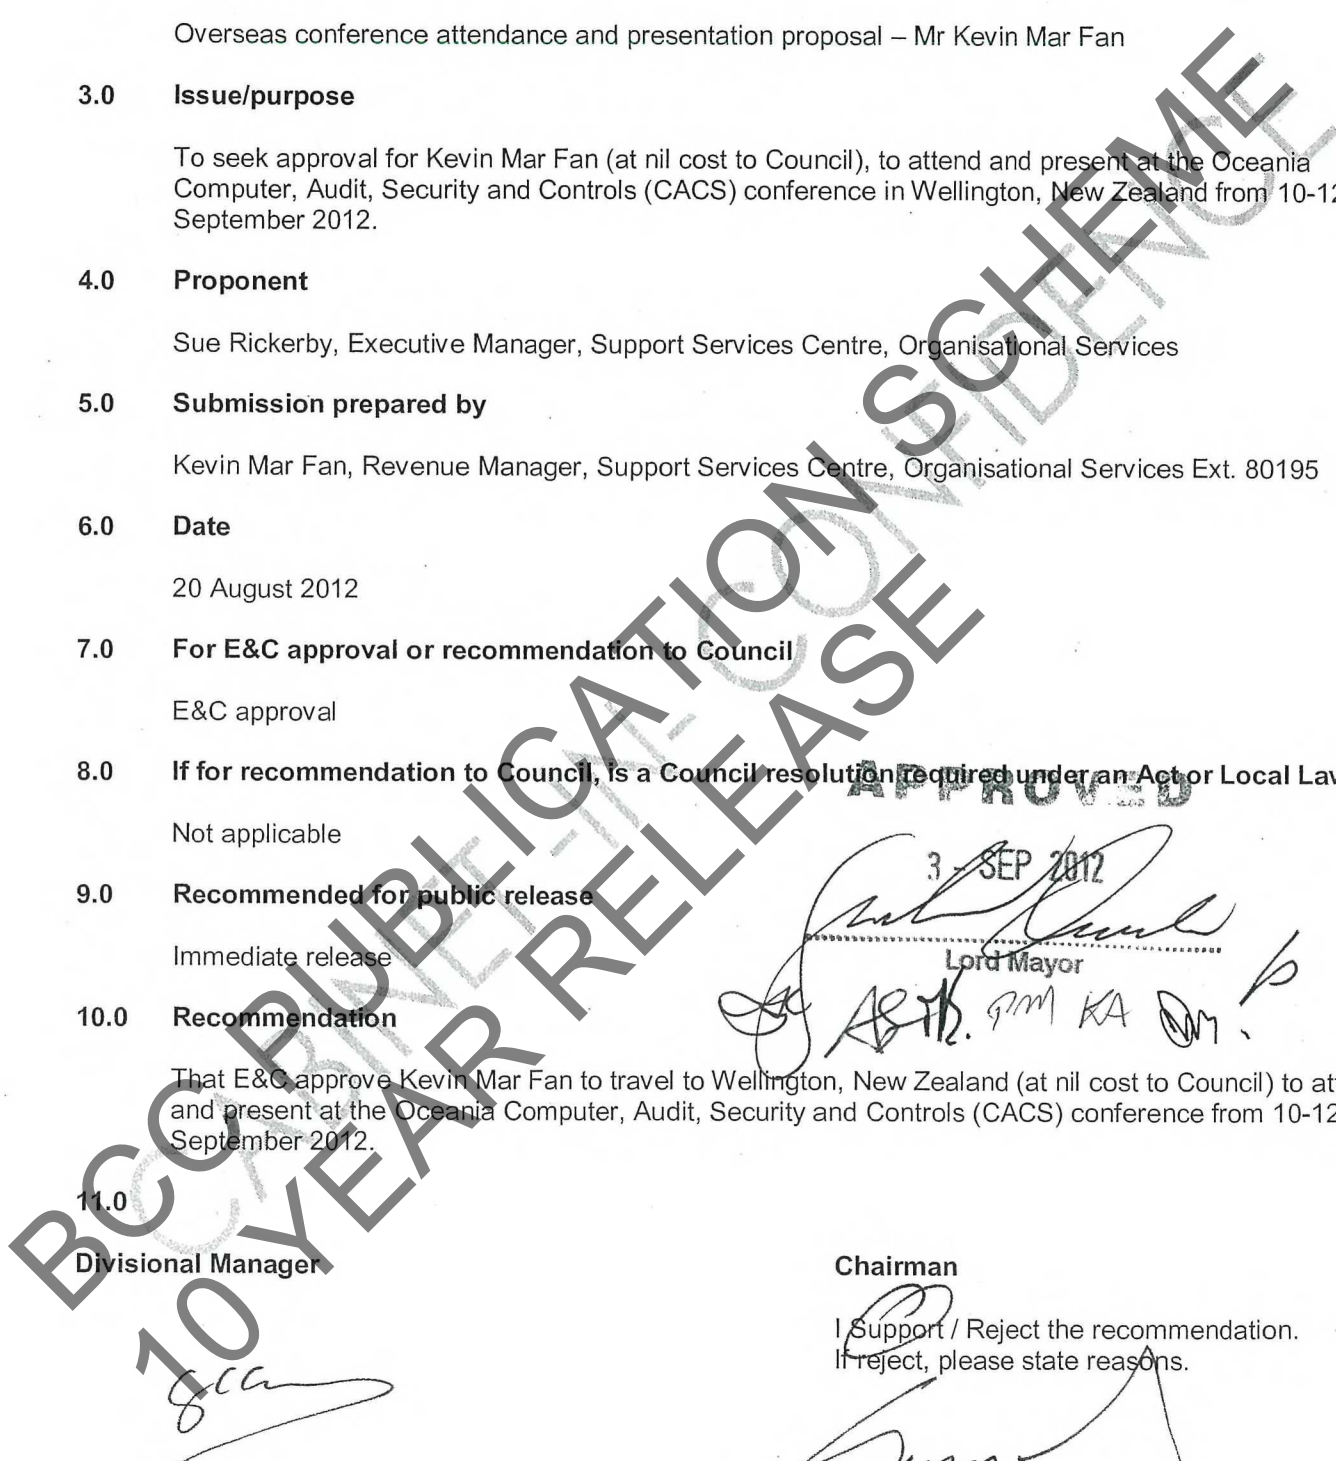 Overseas conference attendance and presentation proposal – Mr Kevin Mar Fan
3.0 Issue/purpose
To seek approval for Kevin Mar Fan (at nil cost to Council), to attend and present at the Oceania
Computer, Audit, Security and Controls (CACS) conference in Wellington, New Zealand from 10-12
September 2012.
4.0 Proponent
Sue Rickerby, Executive Manager, Support Services Centre, Organisational Services
5.0 Submission prepared by
Kevin Mar Fan, Revenue Manager, Support Services Centre, Organisational Services Ext. 80195
6.0 Date
20 August 2012
7.0 For E&C approval or recommendation to Council
E&C approval
8.0 If for recommendation to Council, is a Council resolution required under an Act or Local Law
APPROVED
Not applicable
3 - SEP 2012
9.0 Recommended for public release
Immediate release
Lord Mayor
PM KA
10.0 Recommendation
That E&C approve Kevin Mar Fan to travel to Wellington, New Zealand (at nil cost to Council) to at
and present at the Oceania Computer, Audit, Security and Controls (CACS) conference from 10-12
September 2012.
11.0
Divisional Manager
Chairman
I Support / Reject the recommendation.
If reject, please state reasons.
BCC PUBLICATION SCHEME
10 YEAR RELEASE
CABINET-IN-CONFIDENCE